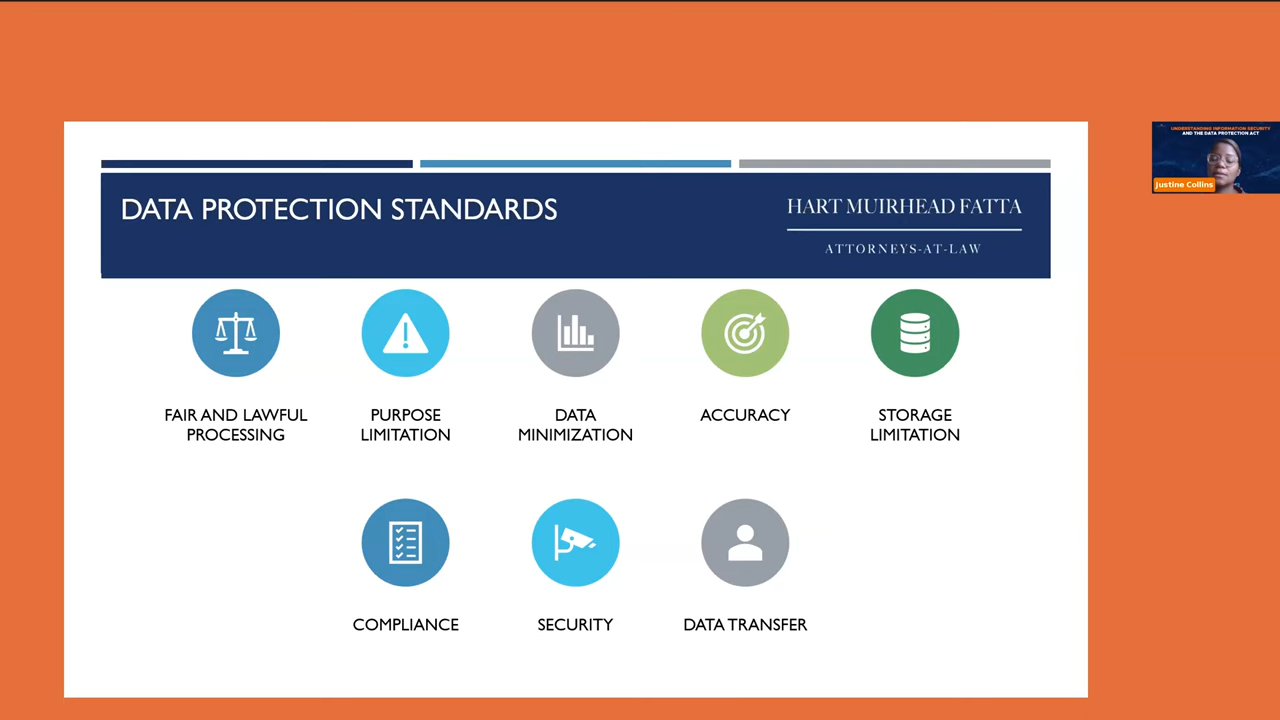 UNDERSTANDING INFORMATION SECURITY
AND THE DATA PROTECTION ACT
Justine Collins
DATA PROTECTION STANDARDS
HART MUIRHEAD FATTA
ATTORNEYS-AT-LAW
FAIR AND LAWFUL
PROCESSING
PURPOSE
LIMITATION
DATA
MINIMIZATION
ACCURACY
STORAGE
LIMITATION
COMPLIANCE
SECURITY
DATA TRANSFER